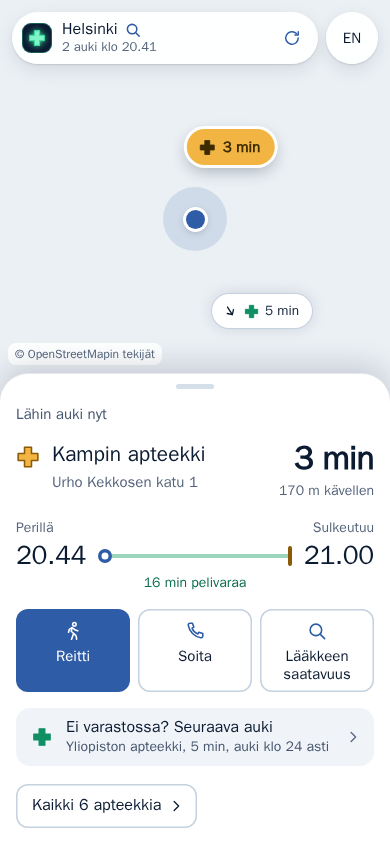 Helsinki
2 auki klo 20.41
EN
3 min
5 min
© OpenStreetMapin tekijät
Lähin auki nyt
Kampin apteekki
3 min
Urho Kekkosen katu 1
170 m kävellen
Perillä
Sulkeutuu
20.44
21.00
16 min pelivaraa
Reitti
Soita
Lääkkeen
saatavuus
Ei varastossa? Seuraava auki
Yliopiston apteekki, 5 min, auki klo 24 asti
Kaikki 6 apteekkia